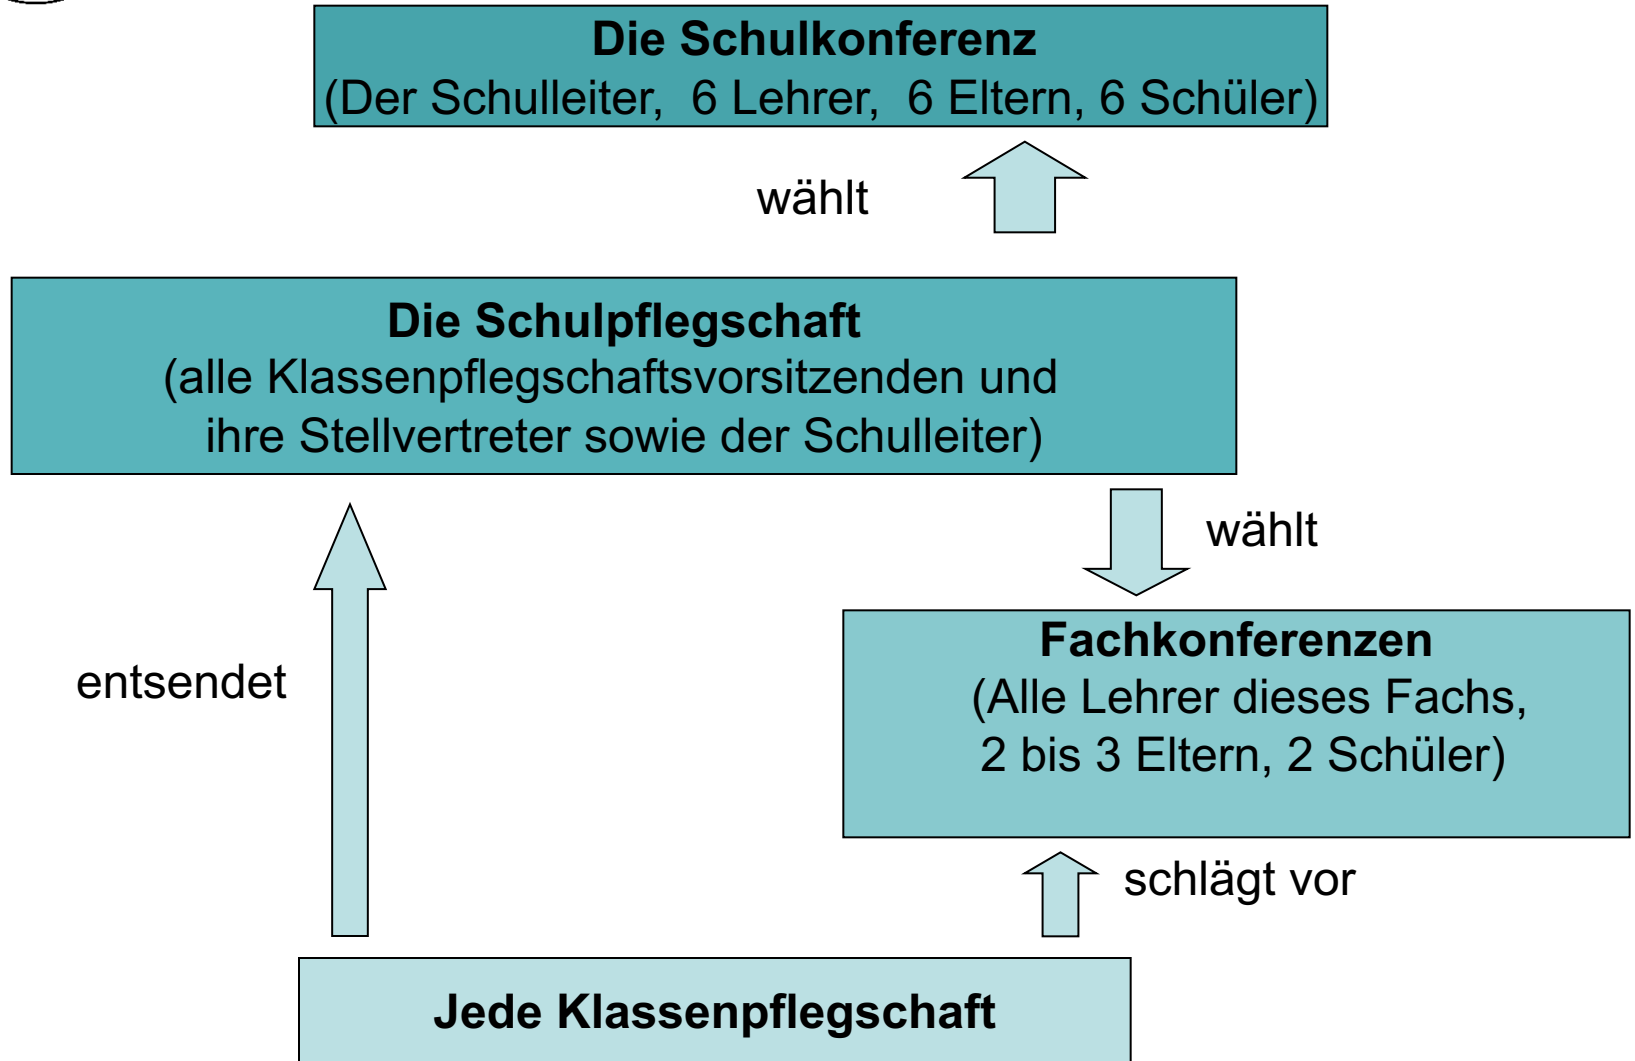 Die Schulkonferenz
(Der Schulleiter, 6 Lehrer, 6 Eltern, 6 Schüler)
wählt
Die Schulpflegschaft
(alle Klassenpflegschaftsvorsitzenden und
ihre Stellvertreter sowie der Schulleiter)
wählt
entsendet
Fachkonferenzen
(Alle Lehrer dieses Fachs,
2 bis 3 Eltern, 2 Schüler)
schlägt vor
Jede Klassenpflegschaft